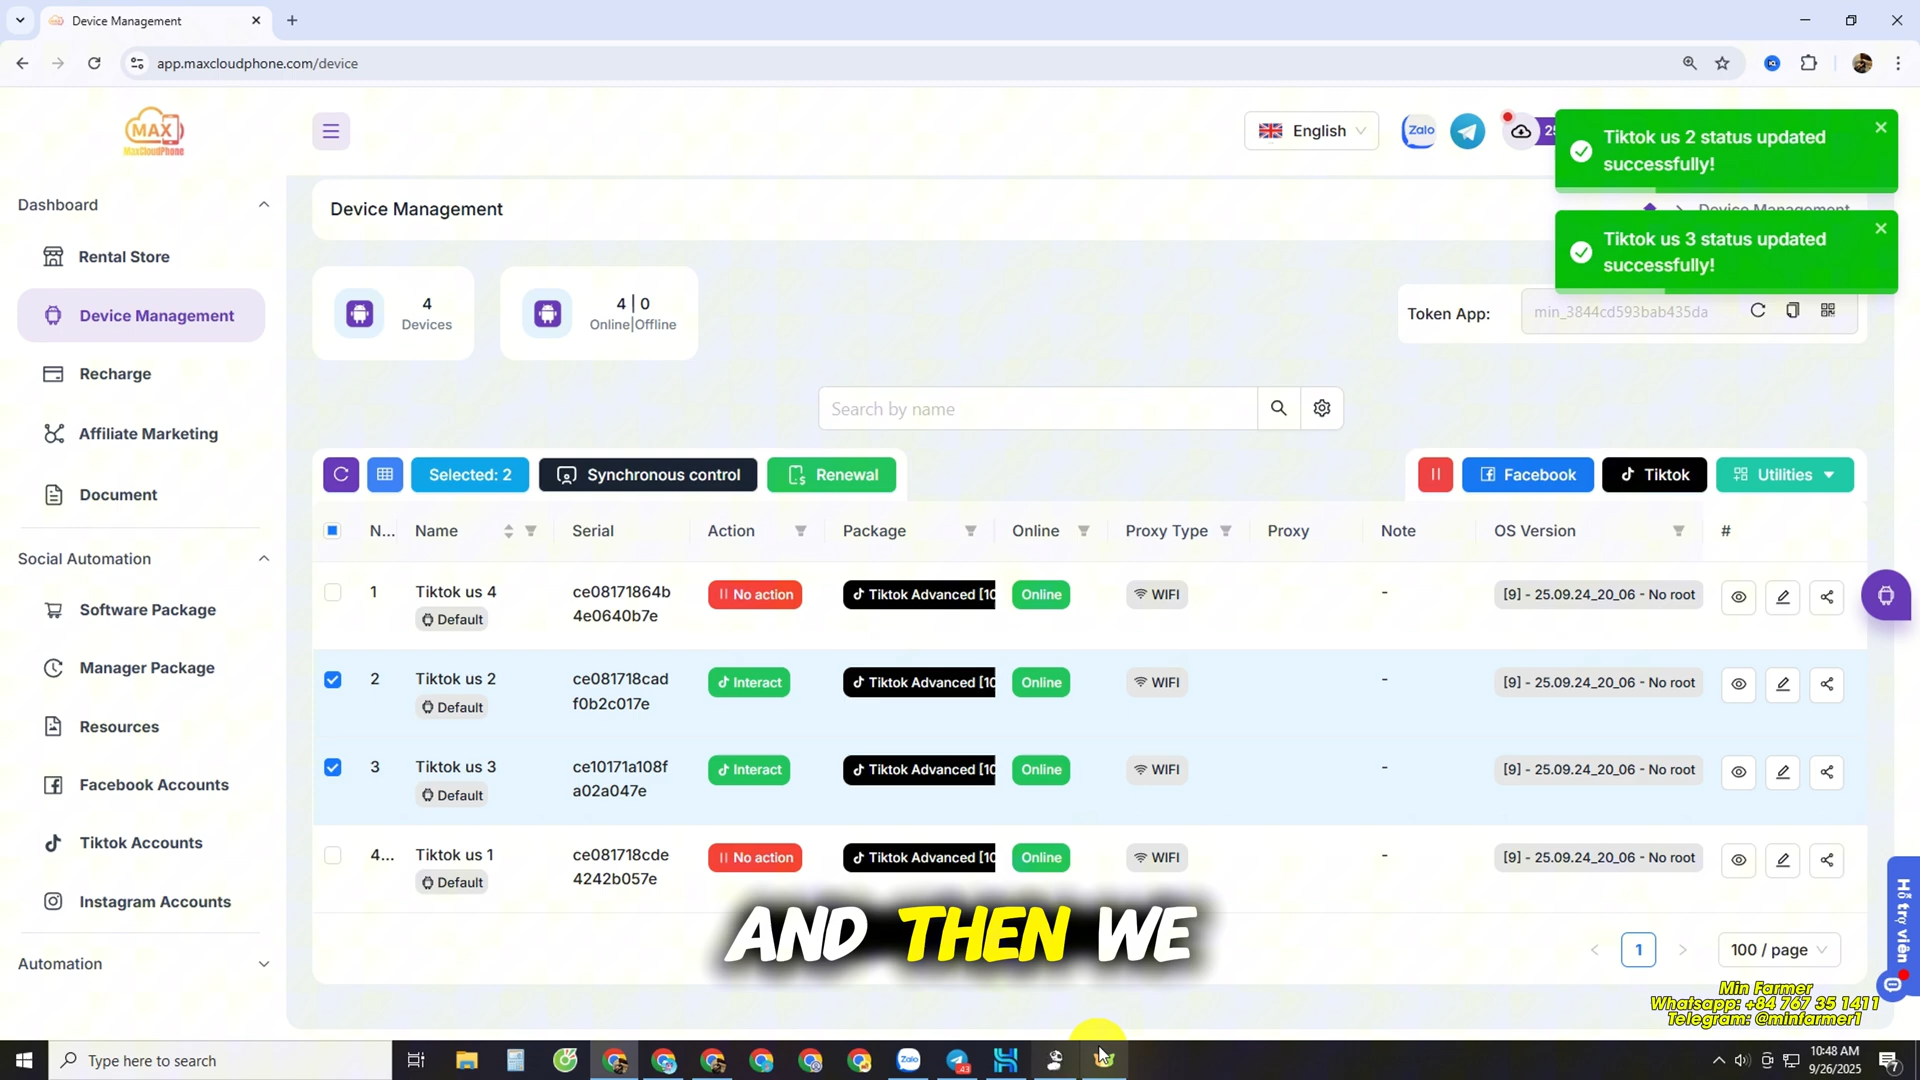 Device Management
app.maxcloudphone.com/device
MAX
MaxCloudPhone
English
Zalo
25
Tiktok us 2 status updated
successfully!
Tiktok us 3 status updated
successfully!
Dashboard
Rental Store
Device Management
Recharge
Affiliate Marketing
Document
Social Automation
Software Package
Manager Package
Resources
Facebook Accounts
Tiktok Accounts
Instagram Accounts
Automation
Device Management
Device Management
4
Devices
4 | 0
Online|Offline
Token App:
min_3844cd593bab435da
Search by name
Selected: 2
Synchronous control
Renewal
Facebook
Tiktok
Utilities
N... Name Serial Action Package Online Proxy Type Proxy Note OS Version #
1 Tiktok us 4 ce08171864b No action Tiktok Advanced [10 Online WIFI - [9] - 25.09.24_20_06 - No root
Default 4e0640b7e
2 Tiktok us 2 ce081718cad Interact Tiktok Advanced [10 Online WIFI - [9] - 25.09.24_20_06 - No root
Default f0b2c017e
3 Tiktok us 3 ce10171a108f Interact Tiktok Advanced [10 Online WIFI - [9] - 25.09.24_20_06 - No root
Default a02a047e
4... Tiktok us 1 ce081718cde No action Tiktok Advanced [10 Online WIFI - [9] - 25.09.24_20_06 - No root
Default 4242b057e
AND THEN WE
1
100 / page
Hỗ trợ viên
Min Farmer
Whatsapp: +84 767 35 1411
Telegram: @minfarmer1
Type here to search
Zalo
43
10:48 AM
9/26/2025
7